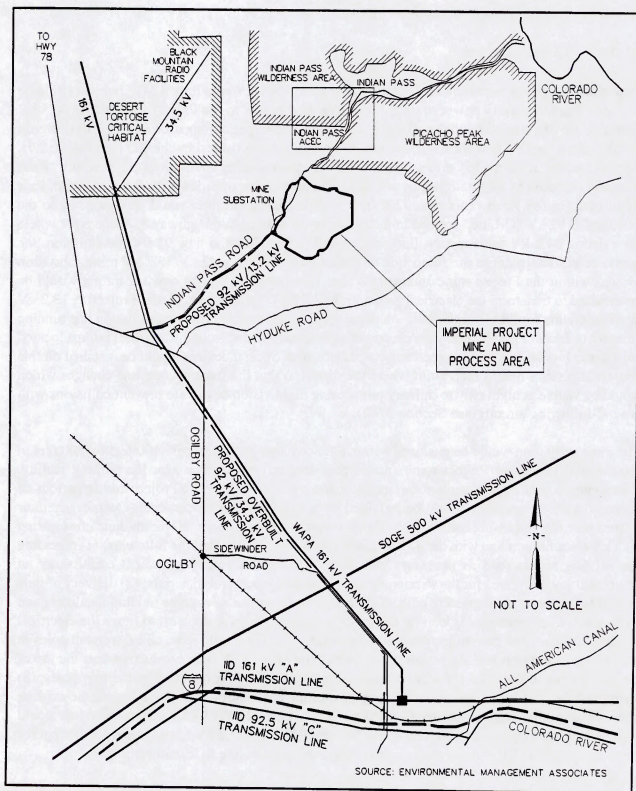 TO
HWY
78
BLACK
MOUNTAIN
RADIO
FACILITIES
161 kV
34.5 kV
DESERT
TORTOISE
CRITICAL
HABITAT
INDIAN PASS
WILDERNESS AREA
INDIAN PASS
COLORADO
RIVER
INDIAN PASS
ACEC
PICACHO PEAK
WILDERNESS AREA
MINE
SUBSTATION
INDIAN PASS ROAD
PROPOSED 92 kV/13.2 kV
TRANSMISSION LINE
HYDUKE ROAD
IMPERIAL PROJECT
MINE AND
PROCESS AREA
OGILBY ROAD
PROPOSED OVERBUILT
92 kV/34.5 kV
TRANSMISSION
LINE
WAPA 161 kV TRANSMISSION LINE
SDGE 500 kV TRANSMISSION LINE
-N-
NOT TO SCALE
OGILBY
SIDEWINDER
ROAD
8
IID 161 kV "A"
TRANSMISSION LINE
IID 92.5 kV "C"
TRANSMISSION LINE
ALL AMERICAN CANAL
COLORADO RIVER
SOURCE: ENVIRONMENTAL MANAGEMENT ASSOCIATES